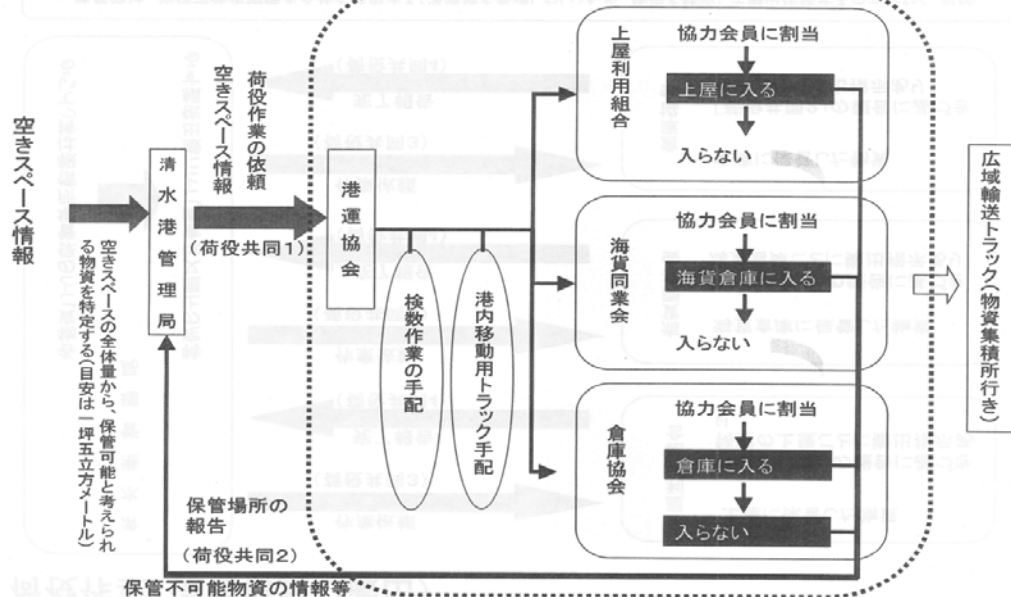 空きスペース情報
清水港管理局
空きスペースの全体量から、保管可能と考えられ
る物資を特定する（目安は一坪五立方メートル）
荷役作業の依頼
空きスペース情報
(荷役共同1)
港運協会
検数作業の手配
港内移動用トラック手配
上屋利用組合
協力会員に割当
上屋に入る
入らない
海貨同業会
協力会員に割当
海貨倉庫に入る
入らない
倉庫協会
協力会員に割当
倉庫に入る
入らない
広域輸送トラック(物資集積所行き)
保管場所の
報告
(荷役共同2)
保管不可能物資の情報等